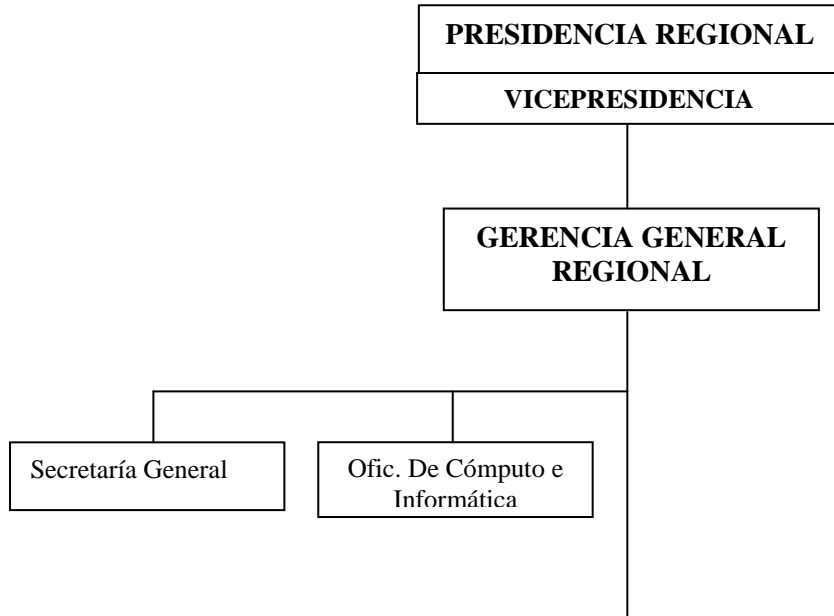 PRESIDENCIA REGIONAL
VICEPRESIDENCIA
GERENCIA GENERAL
REGIONAL
Secretaría General
Ofic. De Cómputo e
Informática